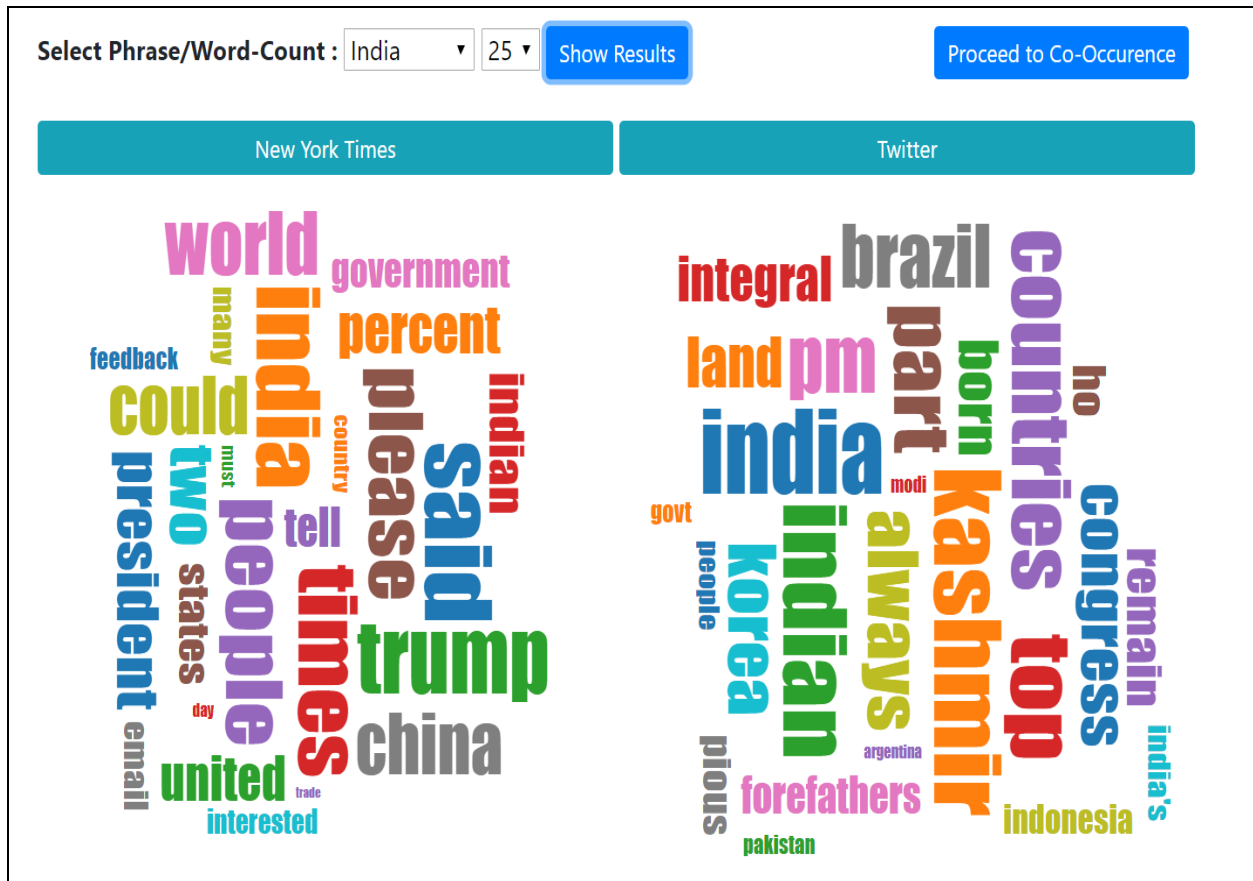 Select Phrase/Word-Count : India 25 Show Results Proceed to Co-Occurence
New York Times Twitter
world
government
many
india
percent
feedback
could
please
indian
country
said
president
two
must
people
tell
states
times
trump
day
china
email
united
trade
interested
brazil
countries
integral
part
land
pm
born
ho
india
modi
kashmir
govt
congress
indian
always
people
korea
remain
top
argentina
pious
india's
forefathers
indonesia
pakistan